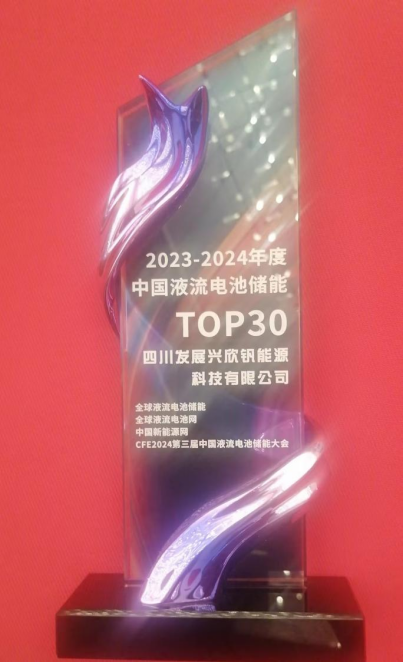 2023-2024年度
中国液流电池储能
TOP30
四川发展兴欣钒能源
科技有限公司
全球液流电池储能
全球液流电池网
中国新能源网
CFE2024第三届中国液流电池储能大会